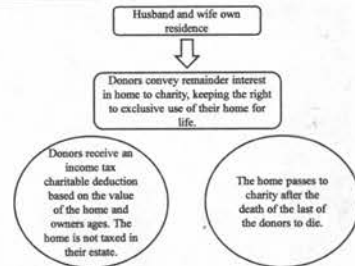 Husband and wife own
residence
Donors convey remainder interest
in home to charity, keeping the right
to exclusive use of their home for
life.
Donors receive an
income tax
charitable deduction
based on the value
of the home and
owners ages. The
home is not taxed in
their estate.
The home passes to
charity after the
death of the last of
the donors to die.